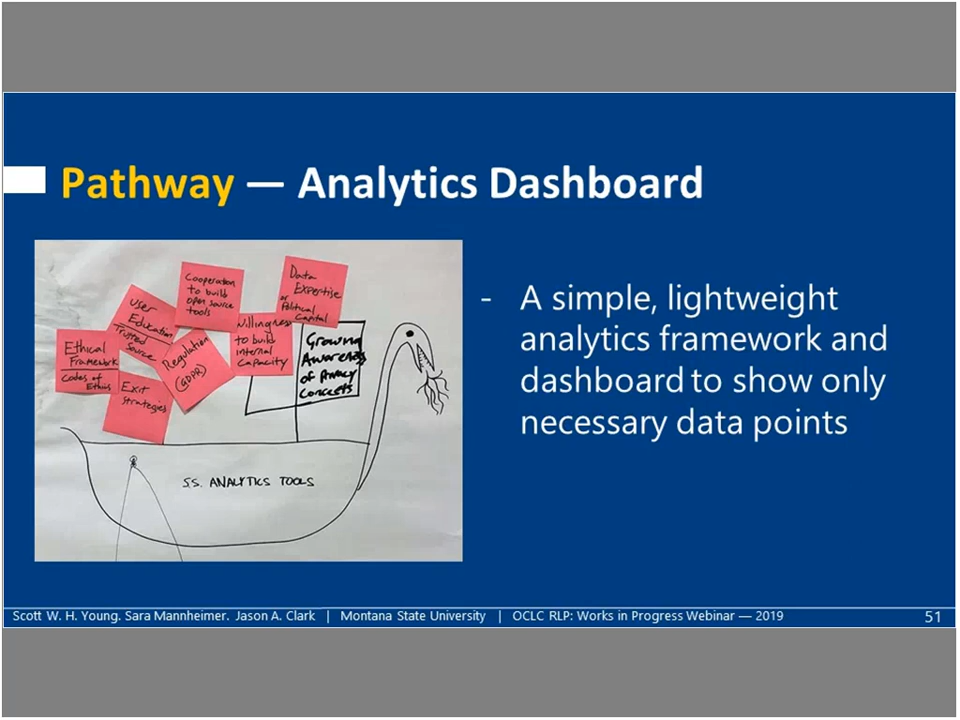 Pathway — Analytics Dashboard
Cooperation
to build
open source
tools
Data
Expertise
or Political
Capital
User
Education
Trusted
Source
Willingness
to build
internal
Capacity
Growing
Awareness
of Privacy
Concepts
Ethical
Framework
Codes of
Ethics
Regulation
(GDPR)
Exit
Strategies
S.S. ANALYTICS TOOLS
- A simple, lightweight
analytics framework and
dashboard to show only
necessary data points
Scott W. H. Young. Sara Mannheimer. Jason A. Clark | Montana State University | OCLC RLP: Works in Progress Webinar — 2019
51